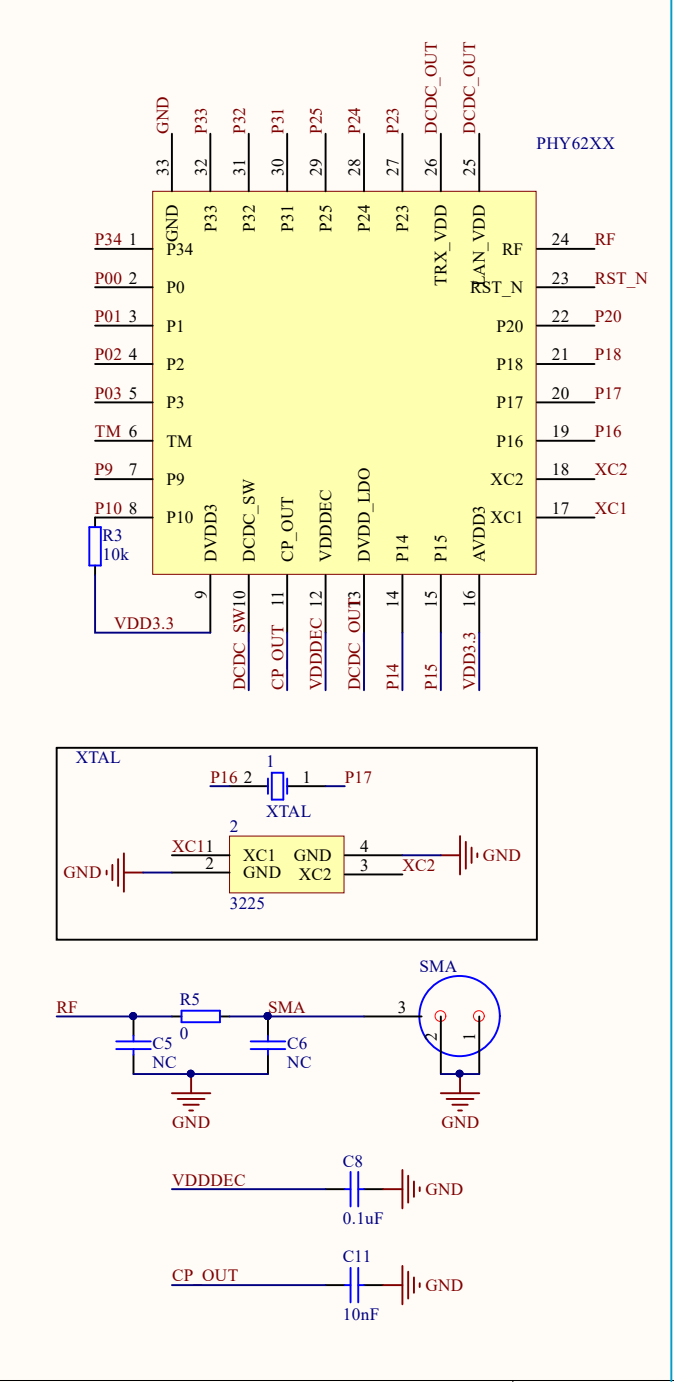 GND P33 P32 P31 P25 P24 P23 DCDC_OUT DCDC_OUT
PHY62XX
33 32 31 30 29 28 27 26 25
GND P33 P32 P31 P25 P24 P23 TRX_VDD LAN_VDD
P34 1 P34
RF 24 RF
P00 2 P0
RST_N 23 RST_N
P01 3 P1
P20 22 P20
P02 4 P2
P18 21 P18
P03 5 P3
P17 20 P17
TM 6 TM
P16 19 P16
P9 7 P9
XC2 18 XC2
P10 8 P10
XC1 17 XC1
DVDD3 DCDC_SW CP_OUT VDDDEC DVDD_LDO P14 P15 AVDD3
R3
10k
9 10 11 12 13 14 15 16
VDD3.3
DCDC_SW CP_OUT VDDDEC DCDC_OUT P14 P15 VDD3.3
XTAL
1
P16 2 1 P17
XTAL
2
XC1 1 XC1 GND 4
GND 2 GND XC2 3 XC2 GND
3225
SMA
RF R5 SMA 3
0
C5 C6 2 1
NC NC
GND GND
C8
VDDDEC GND
0.1uF
C11
CP_OUT GND
10nF